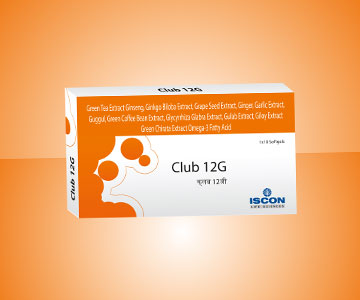 Club 12G
Green Tea Extract Ginseng, Ginkgo Biloba Extract, Grape Seed Extract, Ginger, Garlic Extract,
Guggul, Green Coffee Bean Extract, Glycyrrhiza Glabra Extract, Gulab Extract, Giloy Extract
Green Chirata Extract Omega-3 Fatty Acid
1x10 Softgels
Club 12G
क्लब 12जी
ISCON
LIFE SCIENCES